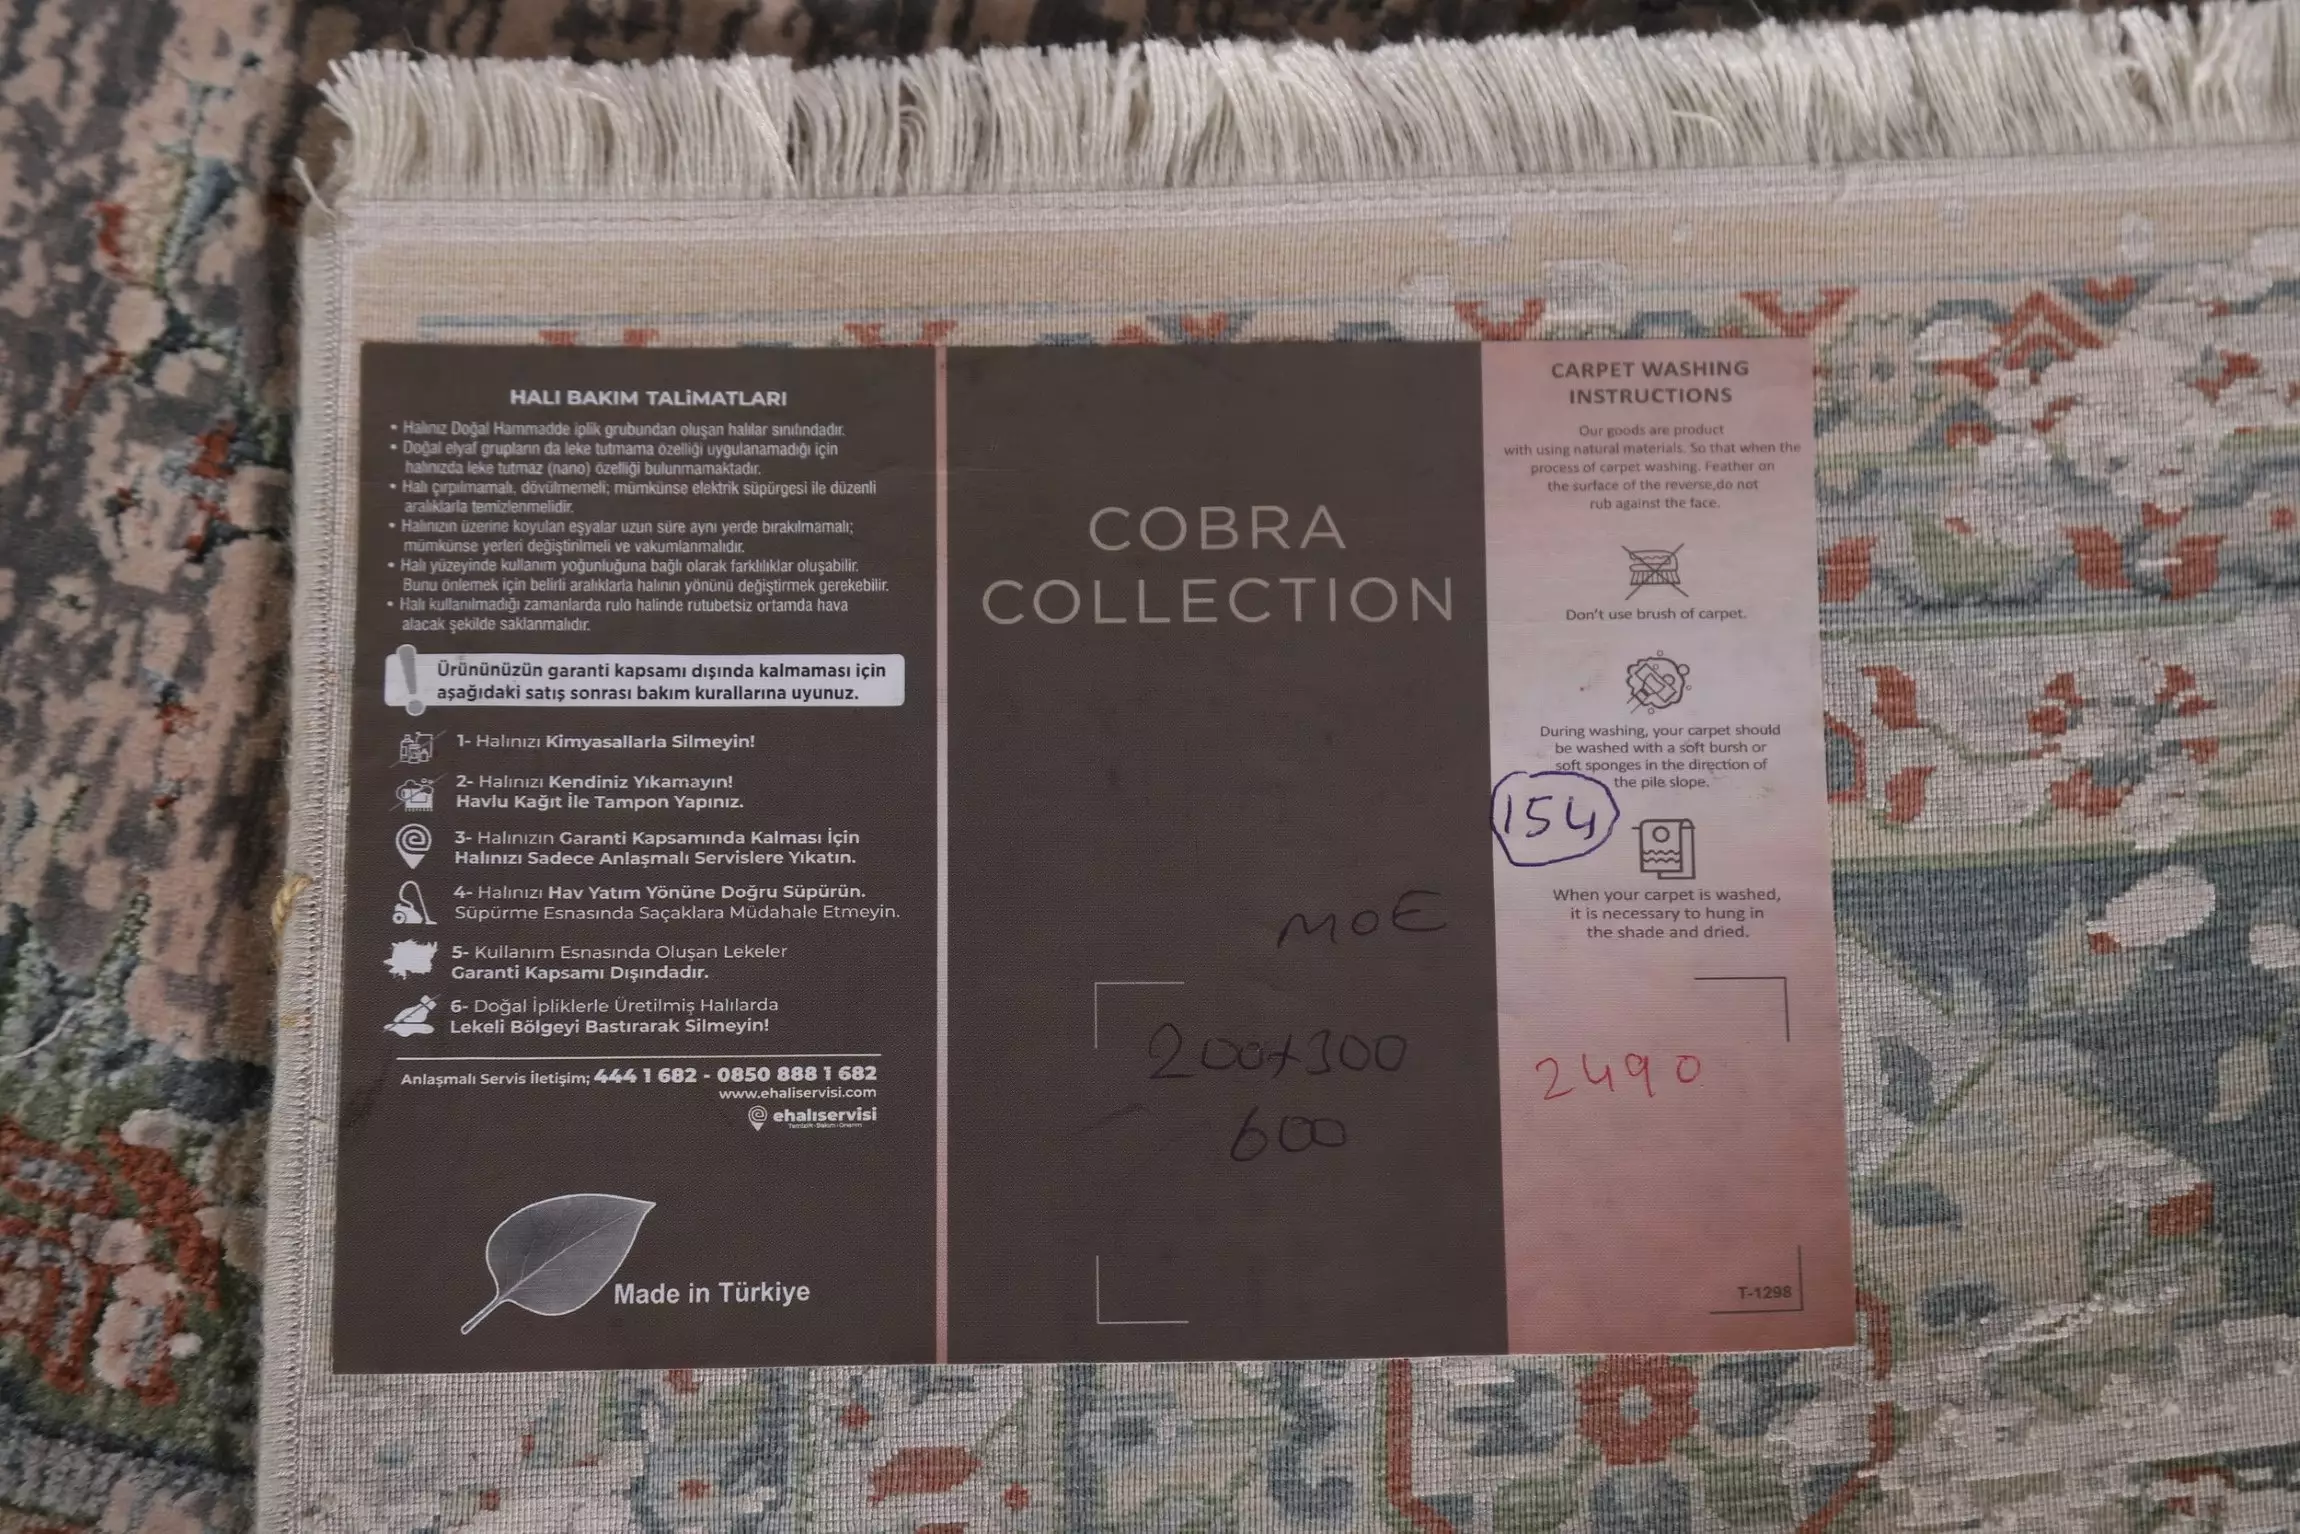 HALI BAKIM TALİMATLARI
• Halınız Doğal Hammadde iplik grubundan oluşan halılar sınıfındadır.
• Doğal elyaf grupların da leke tutmama özelliği uygulanamadığı için
halınızda leke tutmaz (nano) özelliği bulunmamaktadır.
• Halı çırpılmamalı, dövülmemeli; mümkünse elektrik süpürgesi ile düzenli
aralıklarla temizlenmelidir.
• Halınızın üzerine koyulan eşyalar uzun süre aynı yerde bırakılmamalı;
mümkünse yerleri değiştirilmeli ve vakumlanmalıdır.
• Halı yüzeyinde kullanım yoğunluğuna bağlı olarak farklılıklar oluşabilir.
Bunu önlemek için belirli aralıklarla halının yönünü değiştirmek gerekebilir.
• Halı kullanılmadığı zamanlarda rulo halinde rutubetsiz ortamda hava
alacak şekilde saklanmalıdır.
Ürününüzün garanti kapsamı dışında kalmaması için
aşağıdaki satış sonrası bakım kurallarına uyunuz.
1- Halınızı Kimyasallarla Silmeyin!
2- Halınızı Kendiniz Yıkamayın!
Havlu Kağıt İle Tampon Yapınız.
3- Halınızın Garanti Kapsamında Kalması İçin
Halınızı Sadece Anlaşmalı Servislere Yıkatın.
4- Halınızı Hav Yatım Yönüne Doğru Süpürün.
Süpürme Esnasında Saçaklara Müdahale Etmeyin.
5- Kullanım Esnasında Oluşan Lekeler
Garanti Kapsamı Dışındadır.
6- Doğal İpliklerle Üretilmiş Halılarda
Lekeli Bölgeyi Bastırarak Silmeyin!
Anlaşmalı Servis İletişim; 444 1 682 - 0850 888 1 682
www.ehaliservisi.com
ehalıservisi
Temizlik • Bakım • Onarım
Made in Türkiye
COBRA
COLLECTION
MOE
200x300
600
CARPET WASHING
INSTRUCTIONS
Our goods are product
with using natural materials. So that when the
process of carpet washing. Feather on
the surface of the reverse,do not
rub against the face.
Don't use brush of carpet.
During washing, your carpet should
be washed with a soft bursh or
soft sponges in the direction of
the pile slope.
154
When your carpet is washed,
it is necessary to hung in
the shade and dried.
2490
T-1298